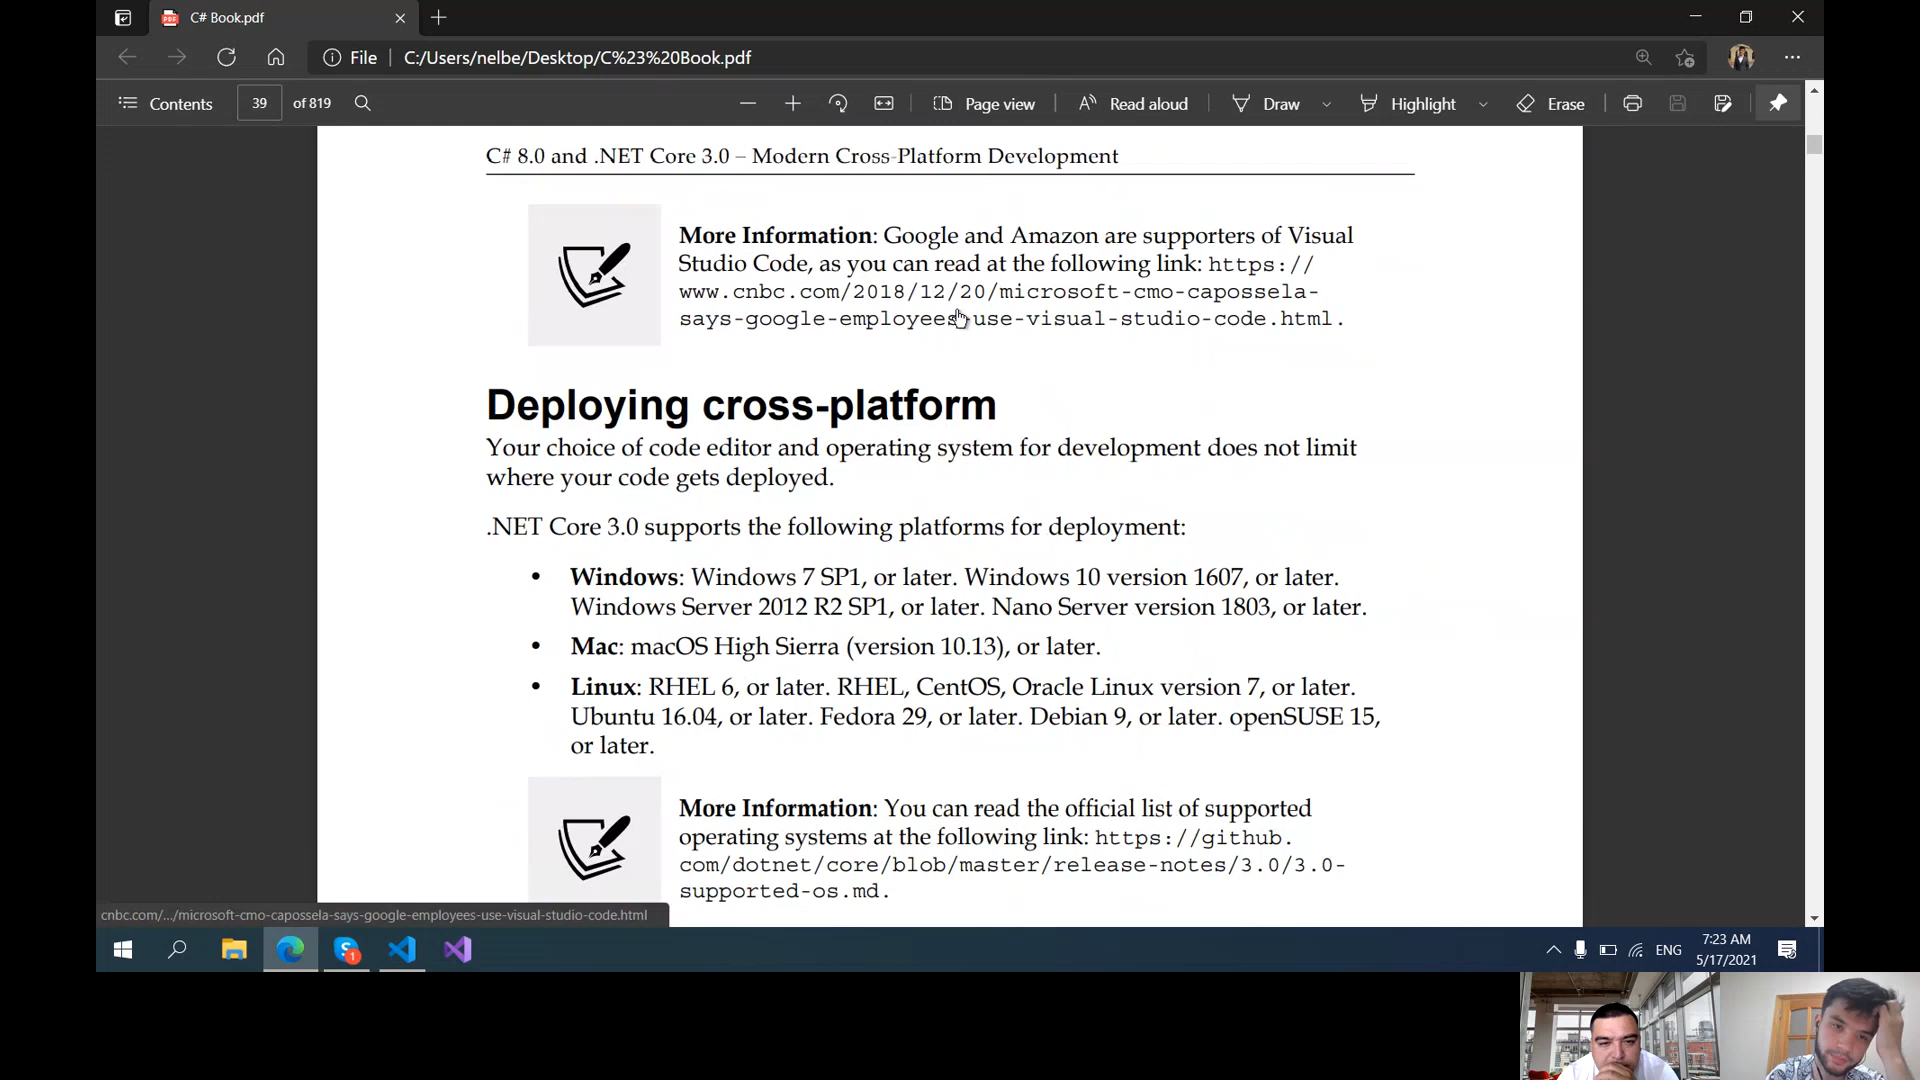 C# Book.pdf
File C:/Users/nelbe/Desktop/C%23%20Book.pdf
Contents 39 of 819 Page view Read aloud Draw Highlight Erase
C# 8.0 and .NET Core 3.0 – Modern Cross-Platform Development
More Information: Google and Amazon are supporters of Visual
Studio Code, as you can read at the following link: https://
www.cnbc.com/2018/12/20/microsoft-cmo-capossela-
says-google-employees-use-visual-studio-code.html.
Deploying cross-platform
Your choice of code editor and operating system for development does not limit
where your code gets deployed.
.NET Core 3.0 supports the following platforms for deployment:
• Windows: Windows 7 SP1, or later. Windows 10 version 1607, or later.
Windows Server 2012 R2 SP1, or later. Nano Server version 1803, or later.
• Mac: macOS High Sierra (version 10.13), or later.
• Linux: RHEL 6, or later. RHEL, CentOS, Oracle Linux version 7, or later.
Ubuntu 16.04, or later. Fedora 29, or later. Debian 9, or later. openSUSE 15,
or later.
More Information: You can read the official list of supported
operating systems at the following link: https://github.
com/dotnet/core/blob/master/release-notes/3.0/3.0-
supported-os.md.
cnbc.com/.../microsoft-cmo-capossela-says-google-employees-use-visual-studio-code.html
1
ENG
7:23 AM
5/17/2021